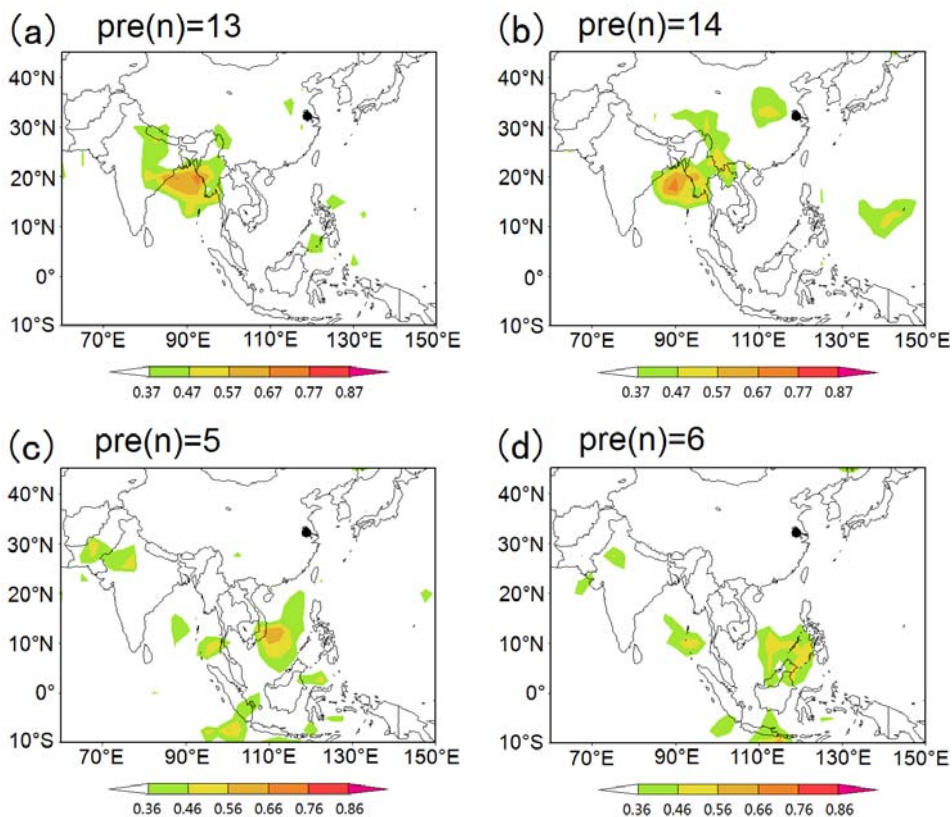 (a) pre(n)=13
40°N
30°N
20°N
10°N
0°
10°S
70°E 90°E 110°E 130°E 150°E
0.37 0.47 0.57 0.67 0.77 0.87
(b) pre(n)=14
40°N
30°N
20°N
10°N
0°
10°S
70°E 90°E 110°E 130°E 150°E
0.37 0.47 0.57 0.67 0.77 0.87
(c) pre(n)=5
40°N
30°N
20°N
10°N
0°
10°S
70°E 90°E 110°E 130°E 150°E
0.36 0.46 0.56 0.66 0.76 0.86
(d) pre(n)=6
40°N
30°N
20°N
10°N
0°
10°S
70°E 90°E 110°E 130°E 150°E
0.36 0.46 0.56 0.66 0.76 0.86